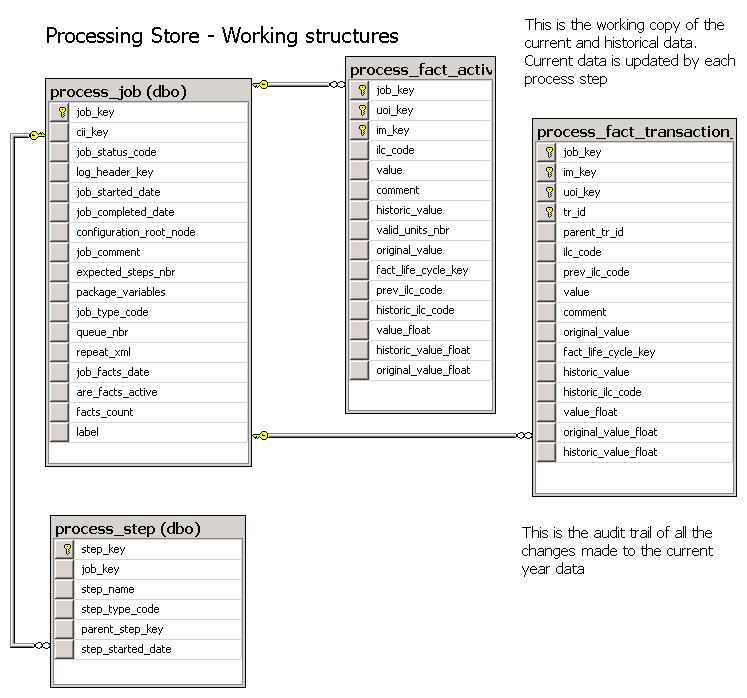 Processing Store - Working structures
This is the working copy of the
current and historical data.
Current data is updated by each
process step
process_job (dbo)
job_key
cii_key
job_status_code
log_header_key
job_started_date
job_completed_date
configuration_root_node
job_comment
expected_steps_nbr
package_variables
job_type_code
queue_nbr
repeat_xml
job_facts_date
are_facts_active
facts_count
label
process_fact_activ
job_key
uoi_key
im_key
ilc_code
value
comment
historic_value
valid_units_nbr
original_value
fact_life_cycle_key
prev_ilc_code
historic_ilc_code
value_float
historic_value_float
original_value_float
process_fact_transaction_
job_key
im_key
uoi_key
tr_id
parent_tr_id
ilc_code
prev_ilc_code
value
comment
original_value
fact_life_cycle_key
historic_value
historic_ilc_code
value_float
original_value_float
historic_value_float
process_step (dbo)
step_key
job_key
step_name
step_type_code
parent_step_key
step_started_date
This is the audit trail of all the
changes made to the current
year data